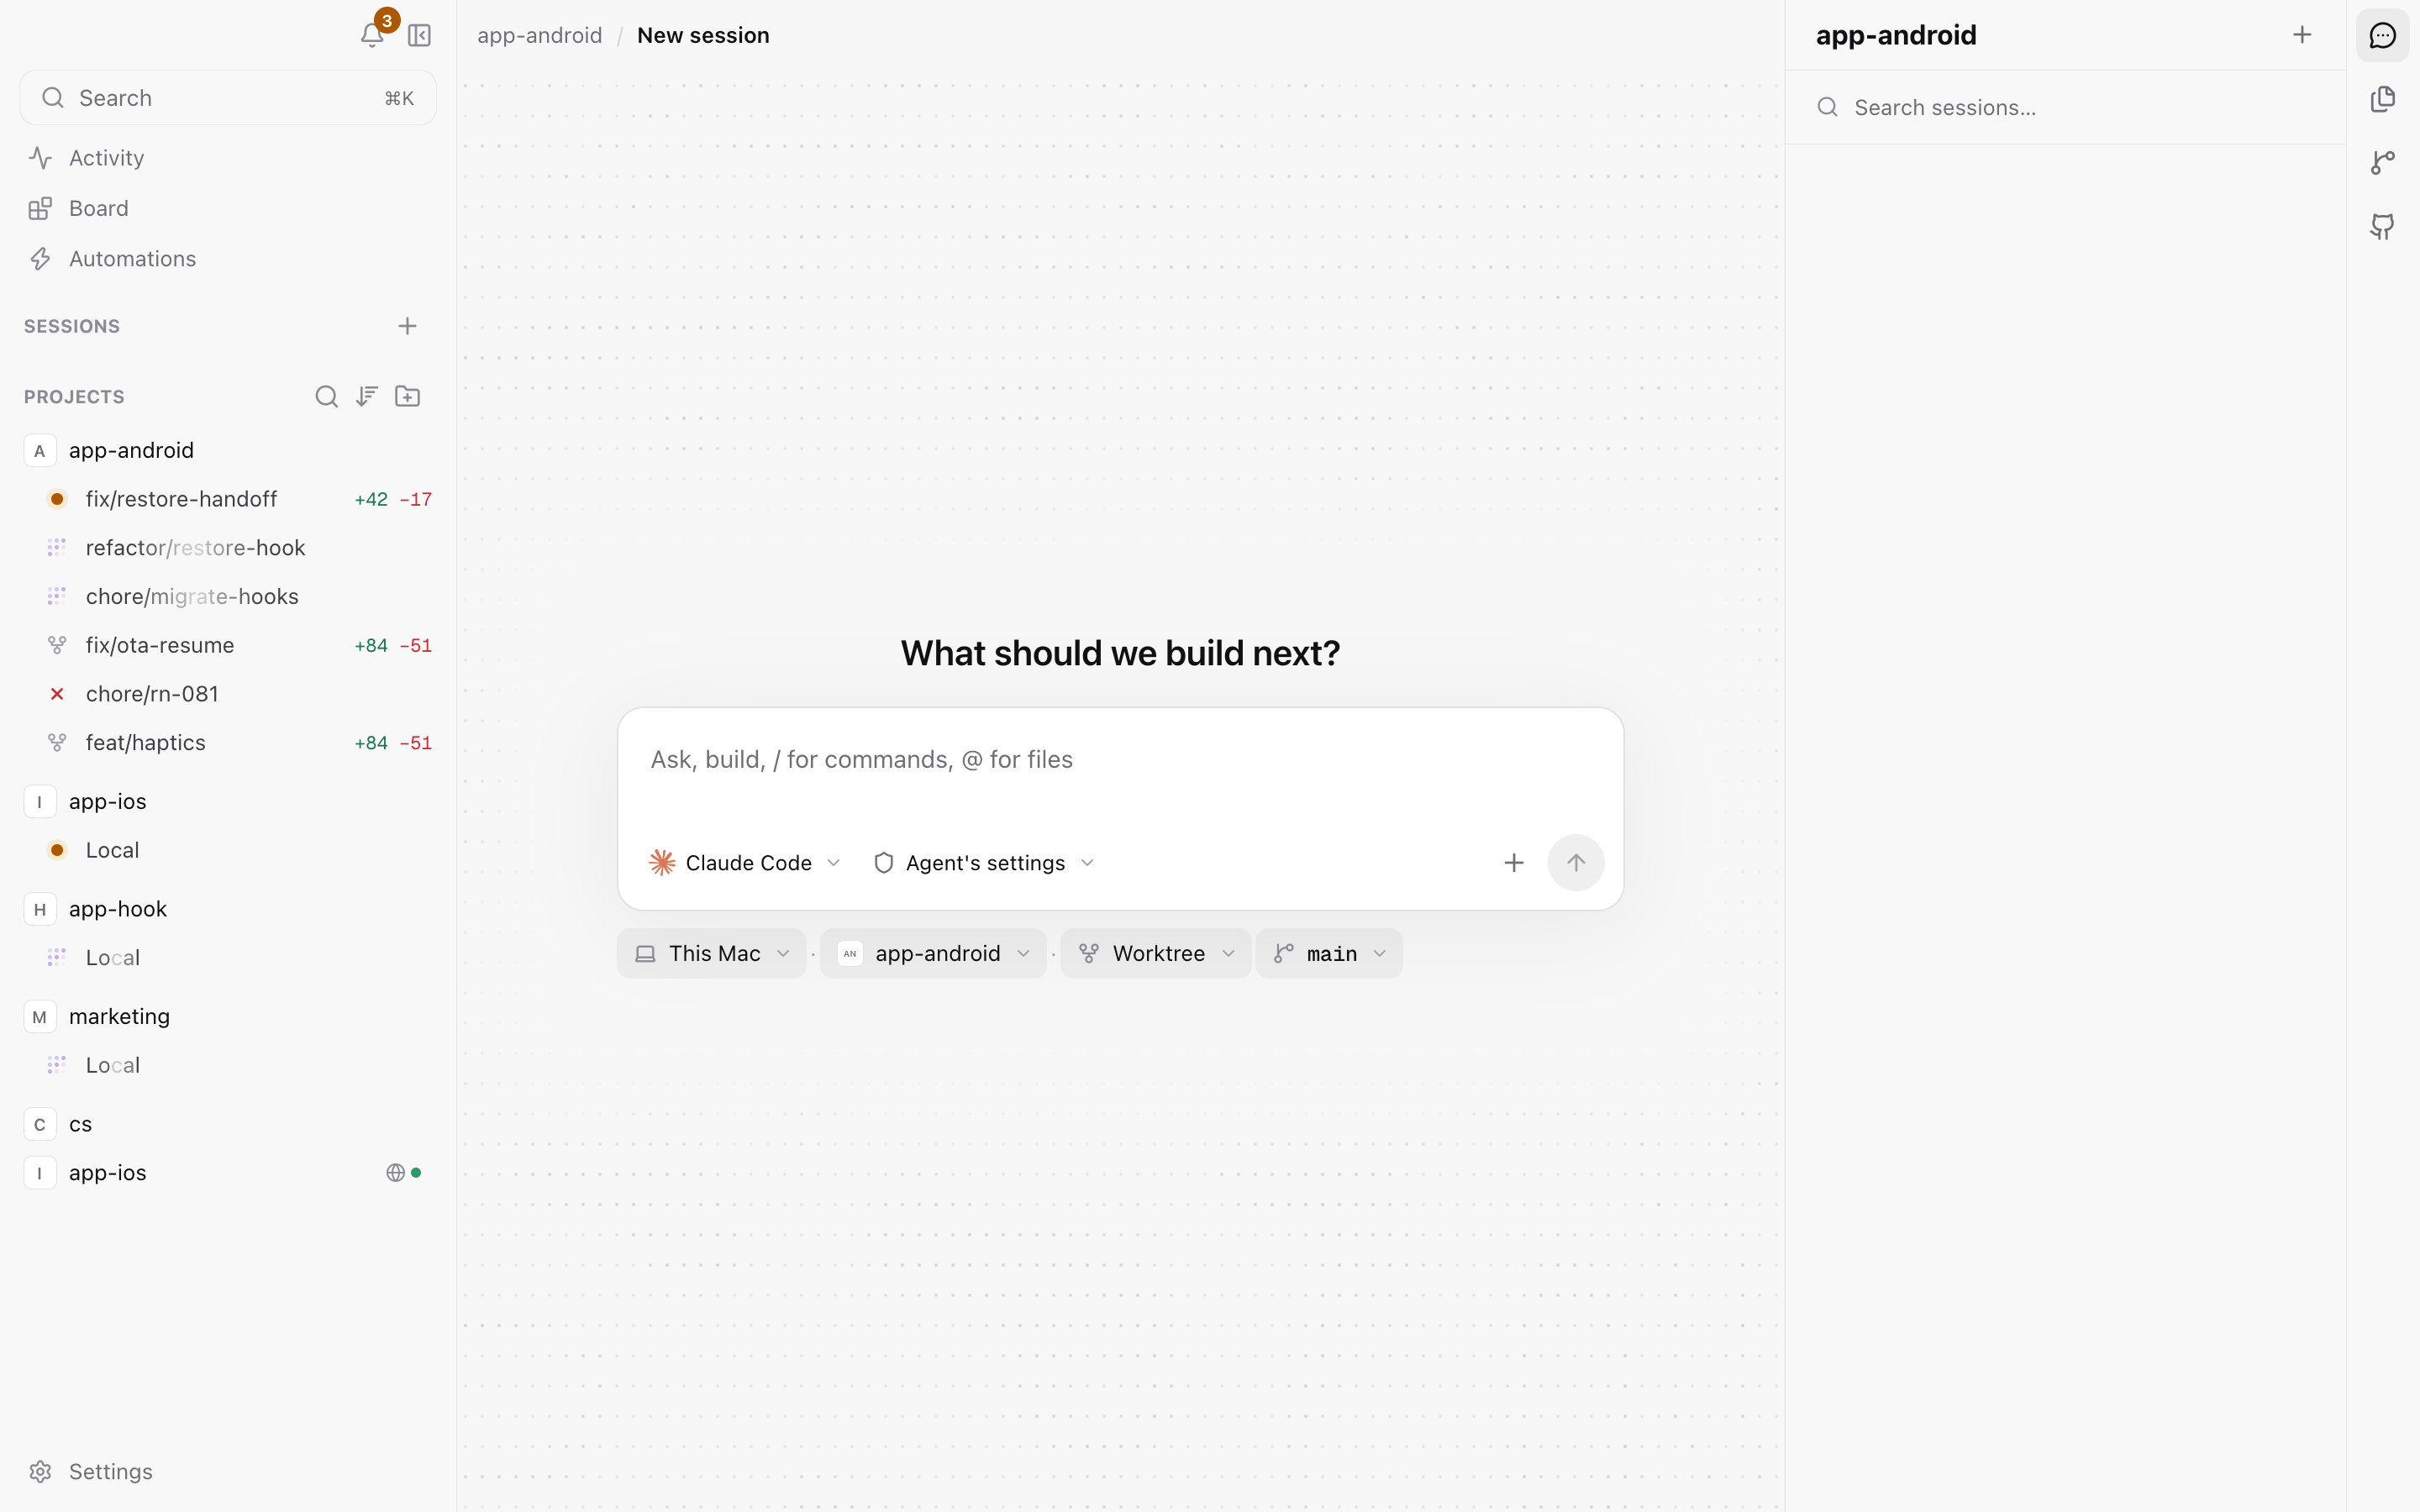 3
Search ⌘K
Activity
Board
Automations
SESSIONS
PROJECTS
A app-android
fix/restore-handoff +42 −17
refactor/restore-hook
chore/migrate-hooks
fix/ota-resume +84 −51
chore/rn-081
feat/haptics +84 −51
I app-ios
Local
H app-hook
Local
M marketing
Local
C cs
I app-ios
Settings
app-android / New session
What should we build next?
Ask, build, / for commands, @ for files
Claude Code Agent's settings
This Mac · AN app-android · Worktree main
app-android
Search sessions...